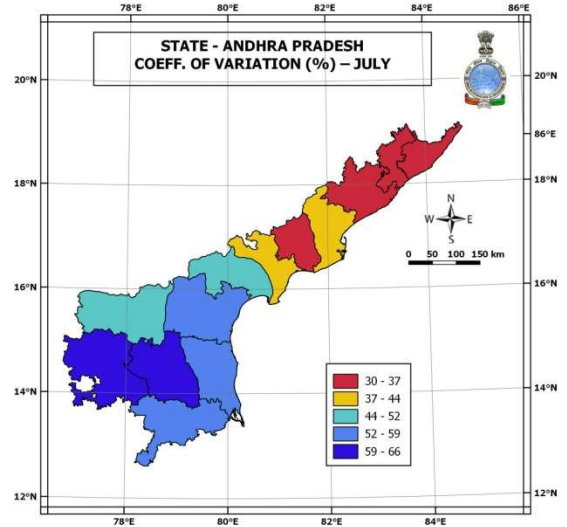 78°E
80°E
82°E
84°E
86°E
STATE - ANDHRA PRADESH
COEFF. OF VARIATION (%) – JULY
20°N
20°N
86°E
18°N
18°N
N
W E
S
0 50 100 150 km
16°N
16°N
14°N
14°N
30 - 37
37 - 44
44 - 52
52 - 59
59 - 66
12°N
12°N
78°E
80°E
82°E
84°E